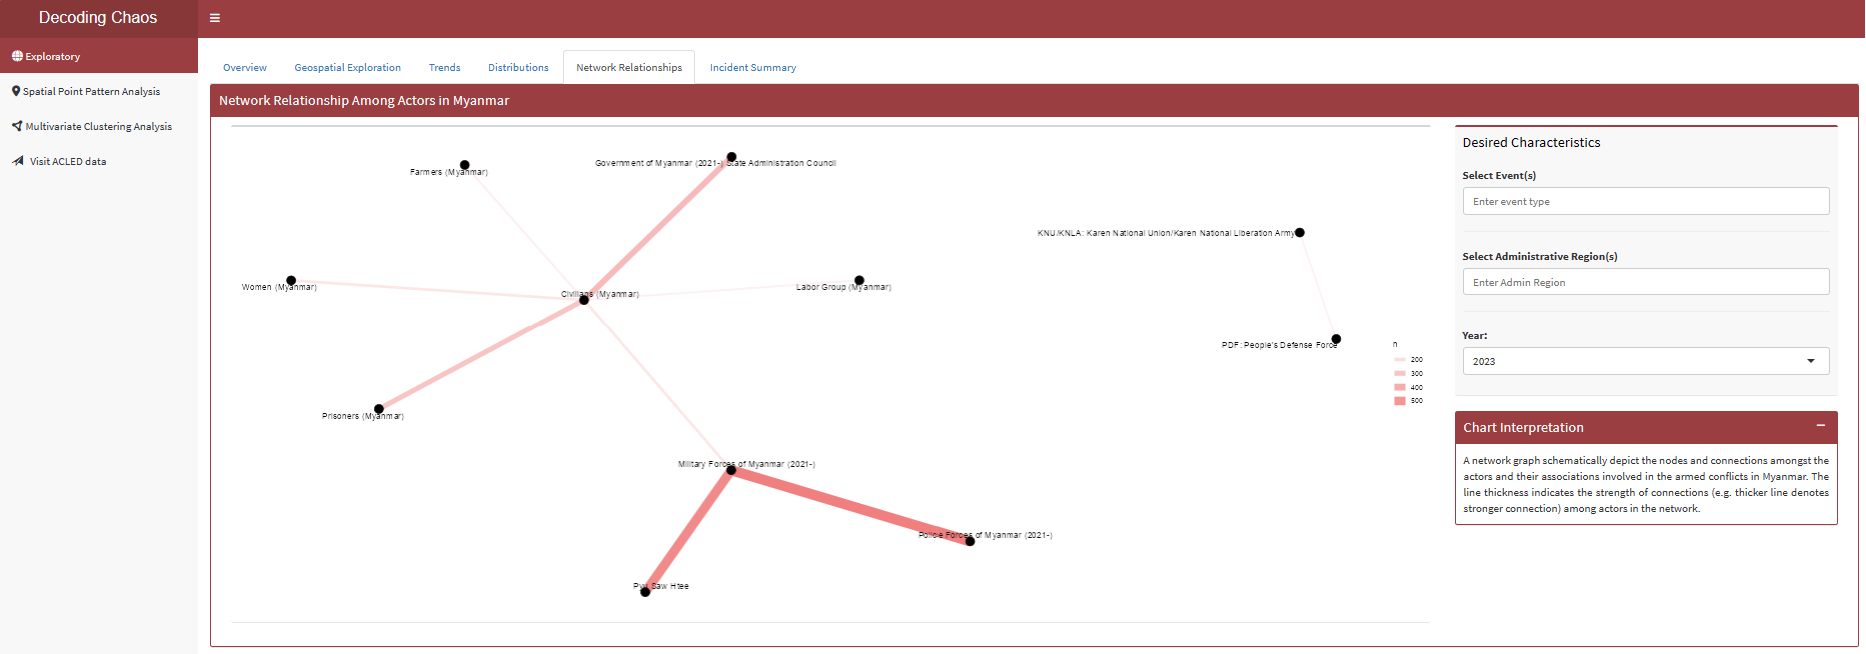 Decoding Chaos
Exploratory
Spatial Point Pattern Analysis
Multivariate Clustering Analysis
Visit ACLED data
Overview
Geospatial Exploration
Trends
Distributions
Network Relationships
Incident Summary
Network Relationship Among Actors in Myanmar
Farmers (Myanmar)
Government of Myanmar (2021-) State Administration Council
KNU/KNLA: Karen National Union/Karen National Liberation Army
Women (Myanmar)
Civilians (Myanmar)
Labor Group (Myanmar)
PDF: People's Defense Force
Prisoners (Myanmar)
Military Forces of Myanmar (2021-)
Police Forces of Myanmar (2021-)
Pyu Saw Htee
n
200
300
400
500
Desired Characteristics
Select Event(s)
Enter event type
Select Administrative Region(s)
Enter Admin Region
Year:
2023
Chart Interpretation
A network graph schematically depict the nodes and connections amongst the
actors and their associations involved in the armed conflicts in Myanmar. The
line thickness indicates the strength of connections (e.g. thicker line denotes
stronger connection) among actors in the network.